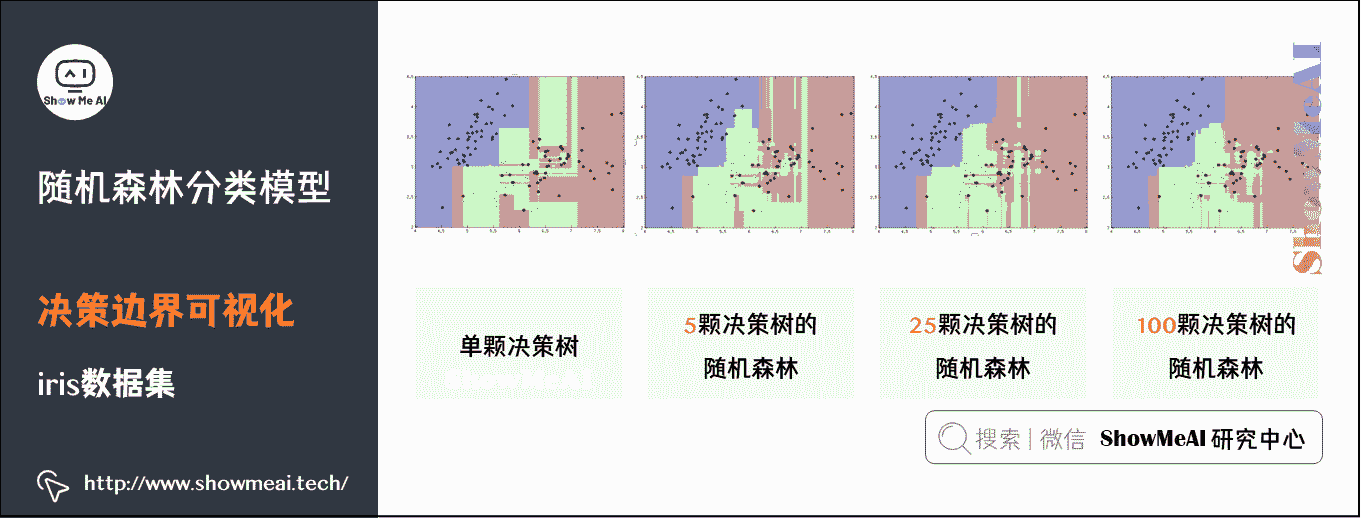 Show Me AI
随机森林分类模型
决策边界可视化
iris数据集
http://www.showmeai.tech/
ShowMeAI
单颗决策树
5颗决策树的
随机森林
25颗决策树的
随机森林
100颗决策树的
随机森林
搜索 | 微信 ShowMeAI 研究中心